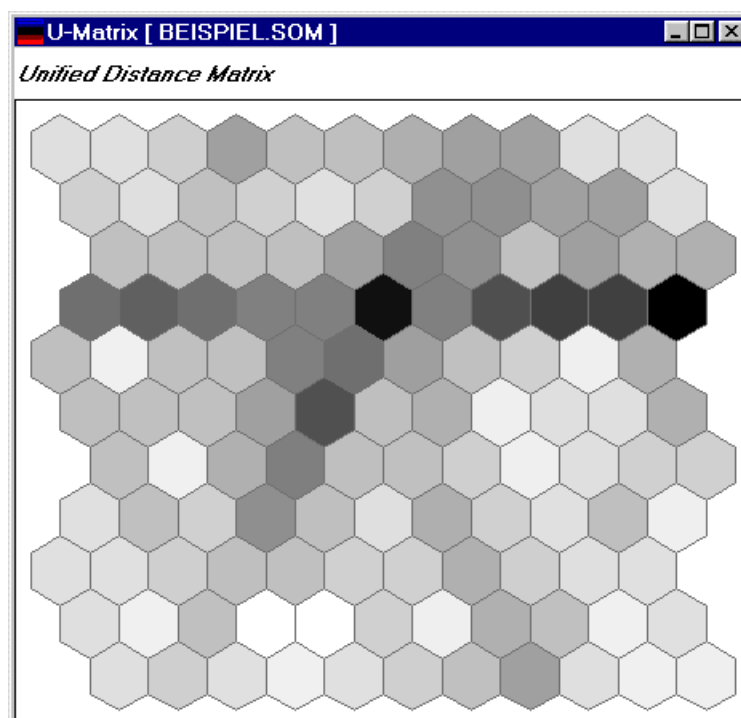 U-Matrix [ BEISPIEL.SOM ]
Unified Distance Matrix